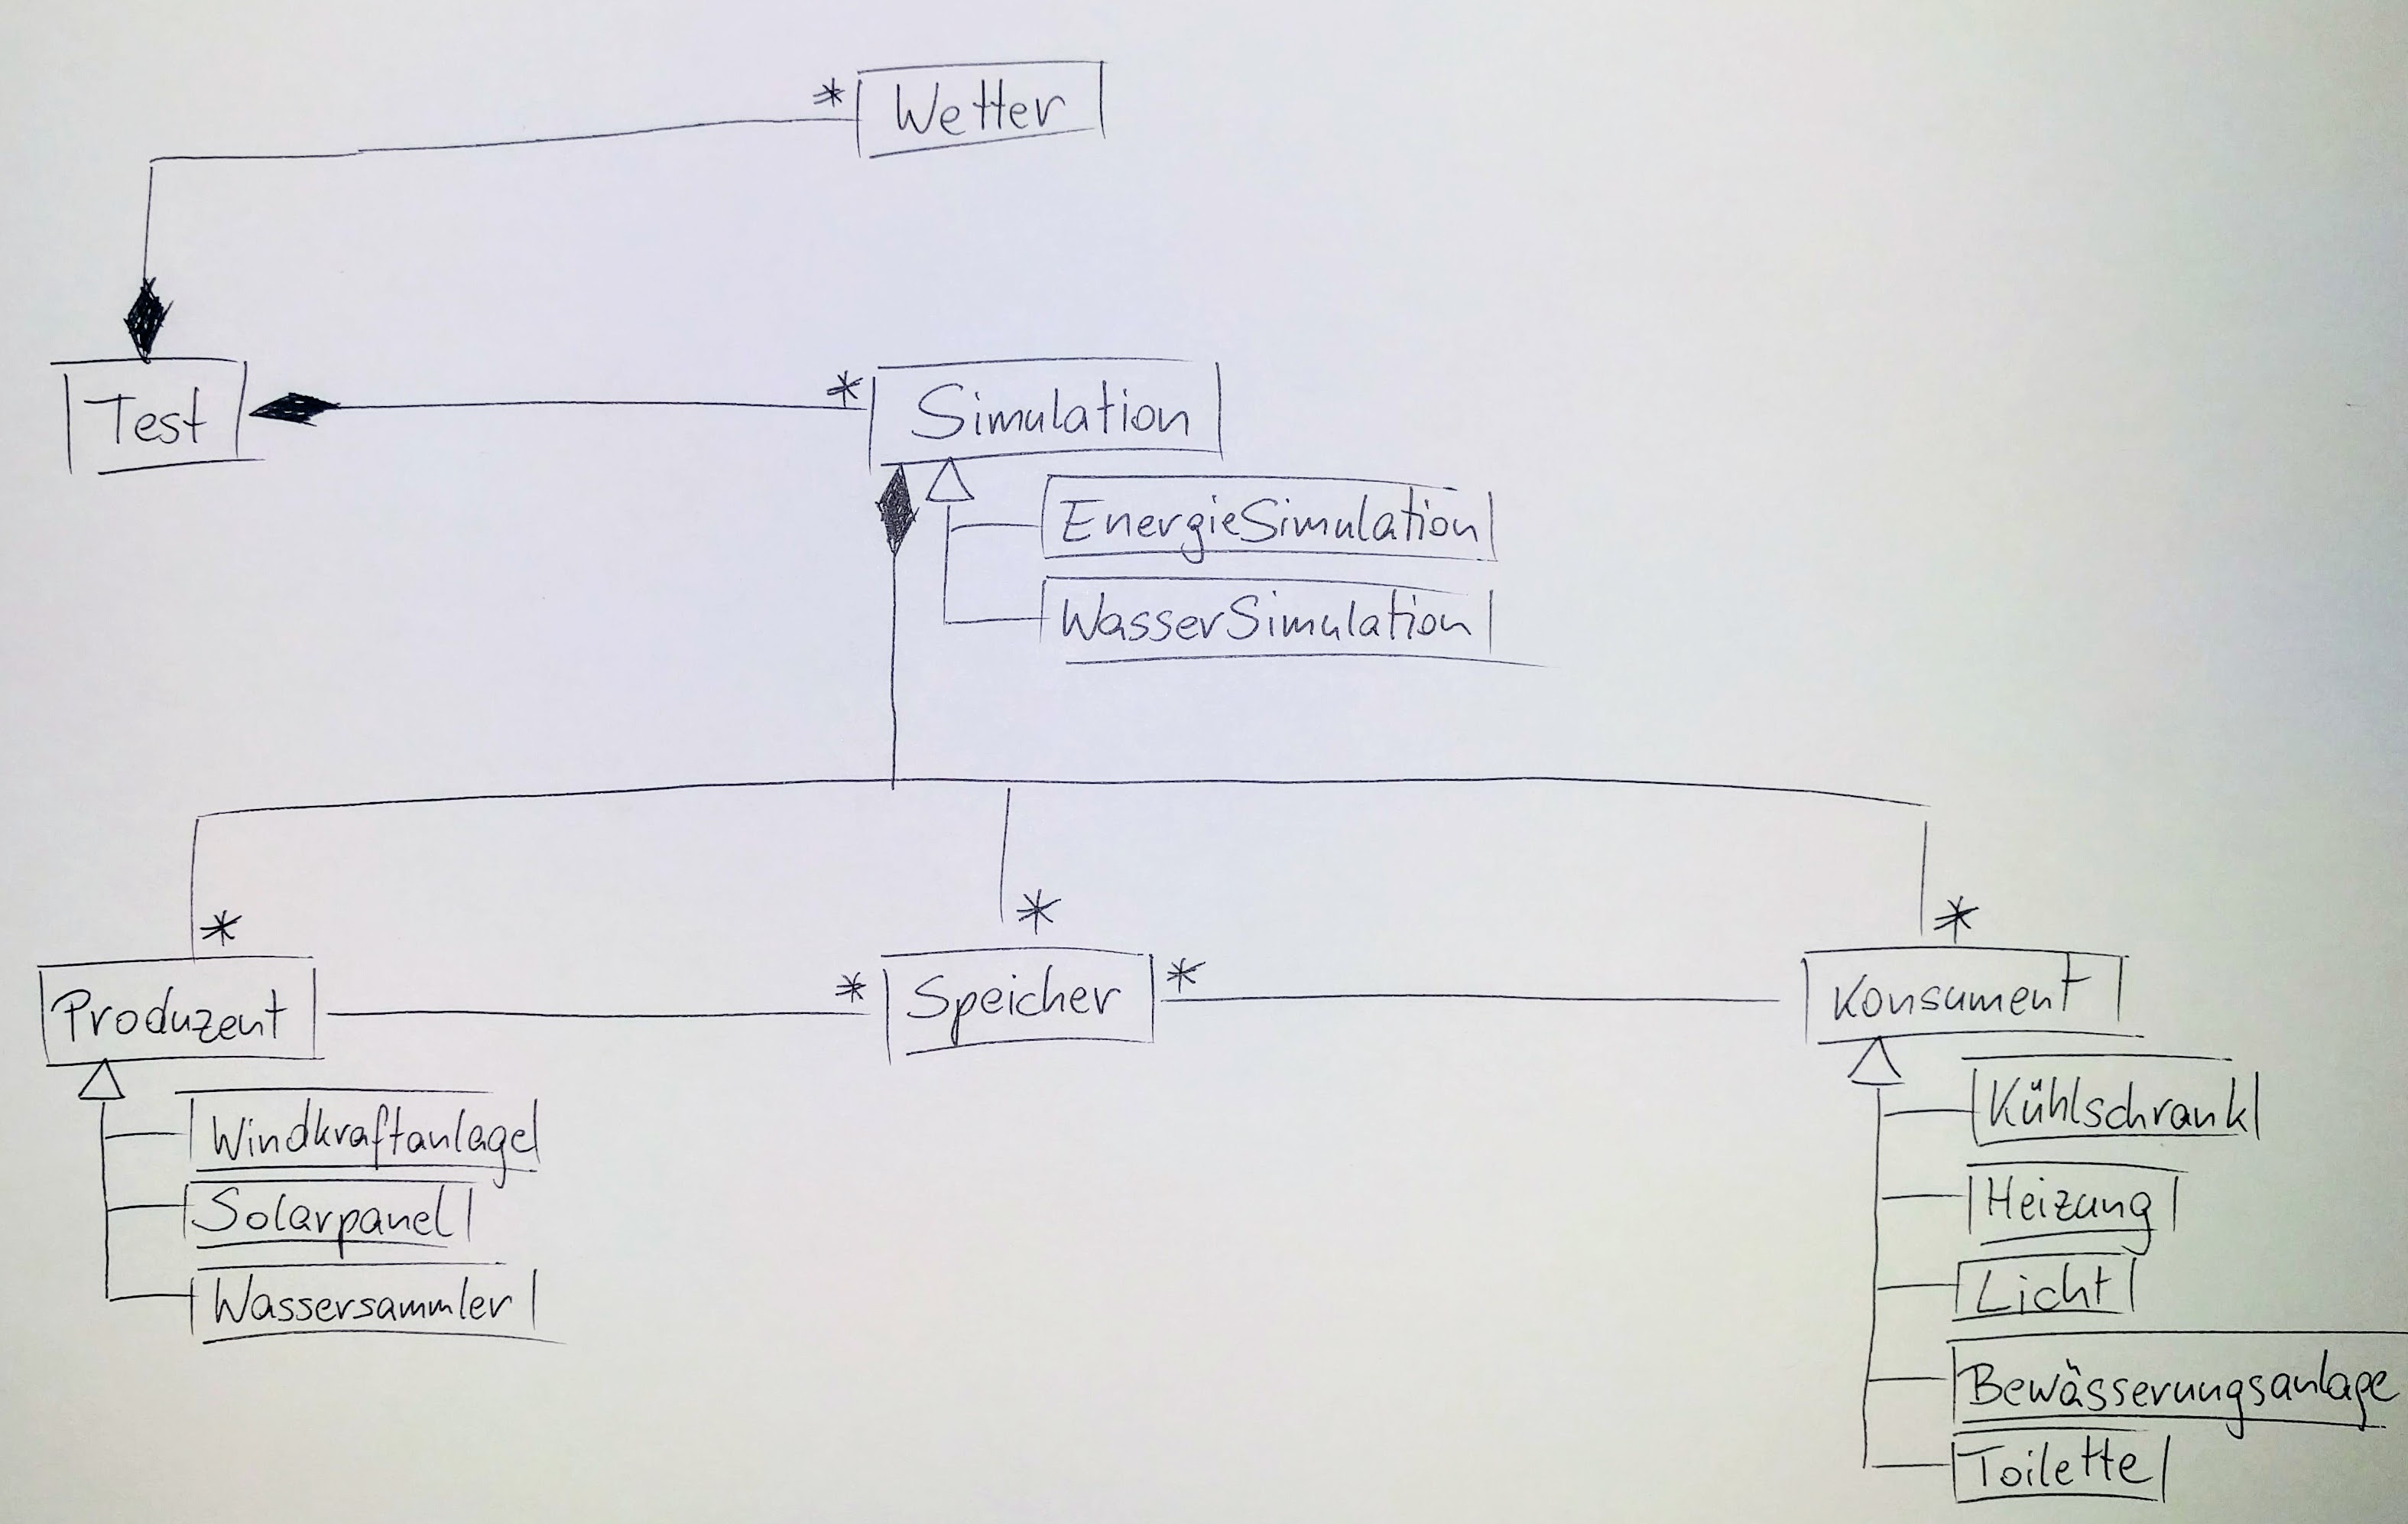 * Wetter
Test
* Simulation
EnergieSimulation
WasserSimulation
* * *
Produzent * Speicher * Konsument
Windkraftanlage
Solarpanel
Wassersammler
Kühlschrank
Heizung
Licht
Bewässerungsanlage
Toilette